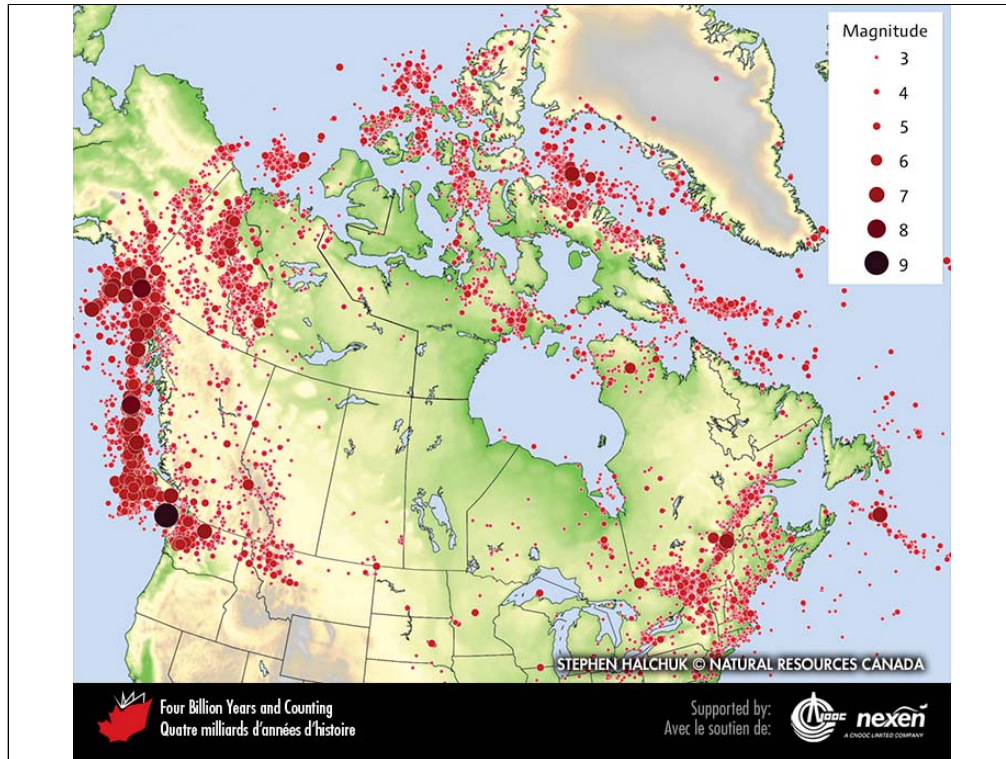 Magnitude
3
4
5
6
7
8
9
STEPHEN HALCHUK © NATURAL RESOURCES CANADA
Four Billion Years and Counting
Quatre milliards d'années d'histoire
Supported by:
Avec le soutien de:
CNOOC
nexen
A CNOOC LIMITED COMPANY